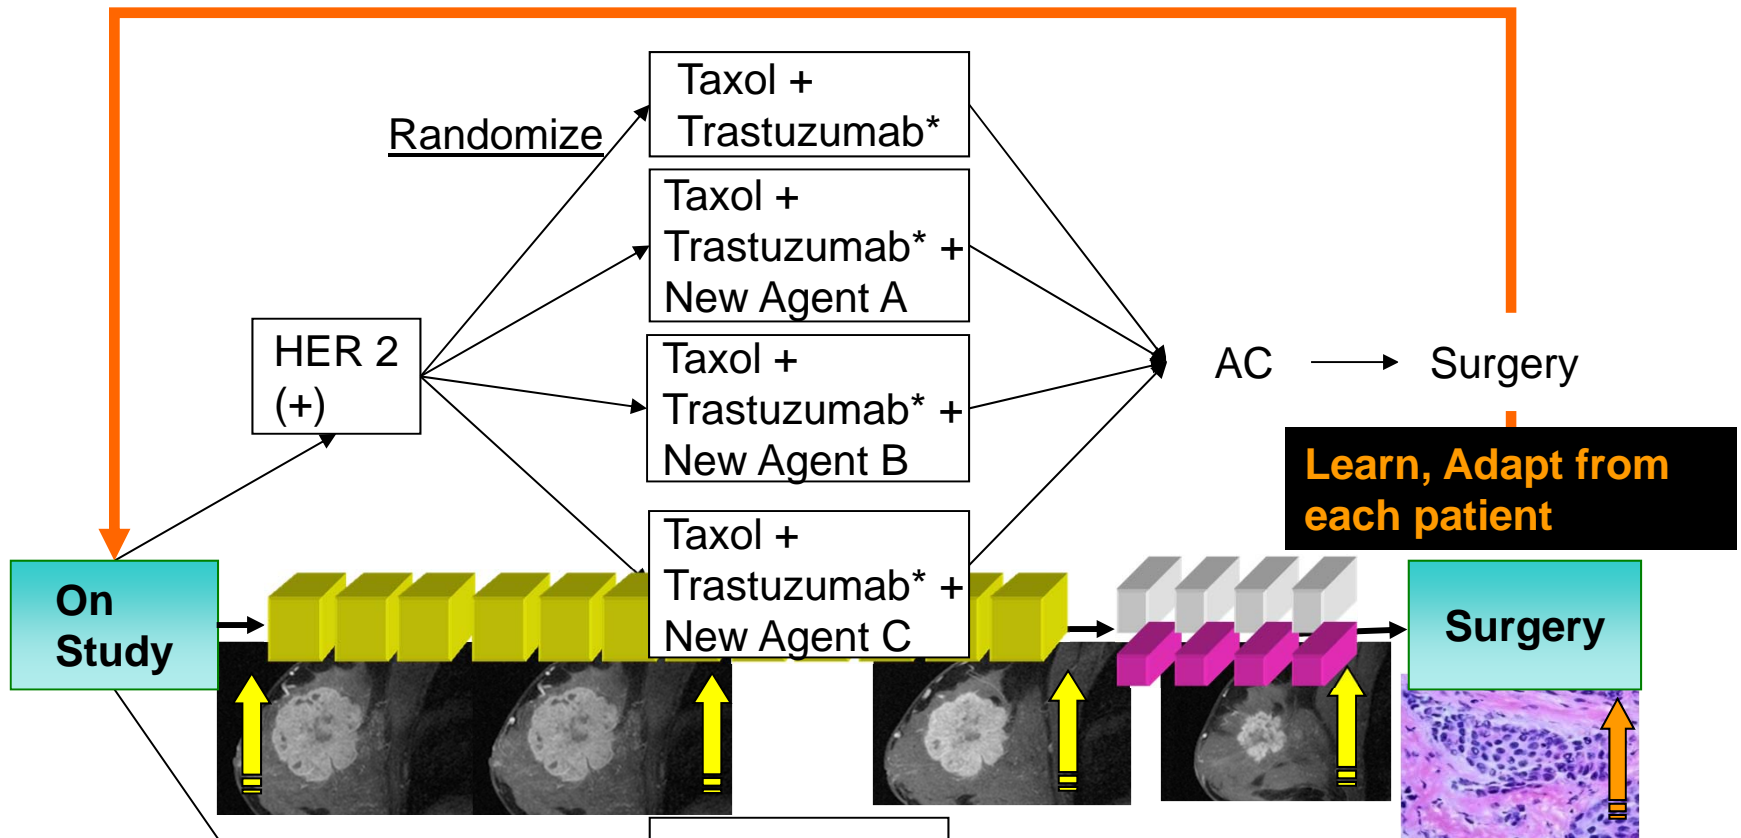 Randomize
Taxol +
Trastuzumab*
Taxol +
Trastuzumab* +
New Agent A
HER 2
(+)
Taxol +
Trastuzumab* +
New Agent B
AC
Surgery
Learn, Adapt from
each patient
Taxol +
Trastuzumab* +
New Agent C
On
Study
Surgery